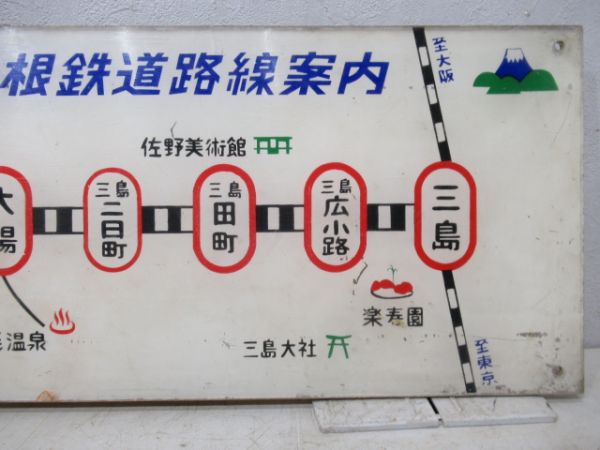 根鉄道路線案内
至大阪
佐野美術館
大場
三島二日町
三島田町
三島広小路
三島
温泉
楽寿園
三島大社
至東京